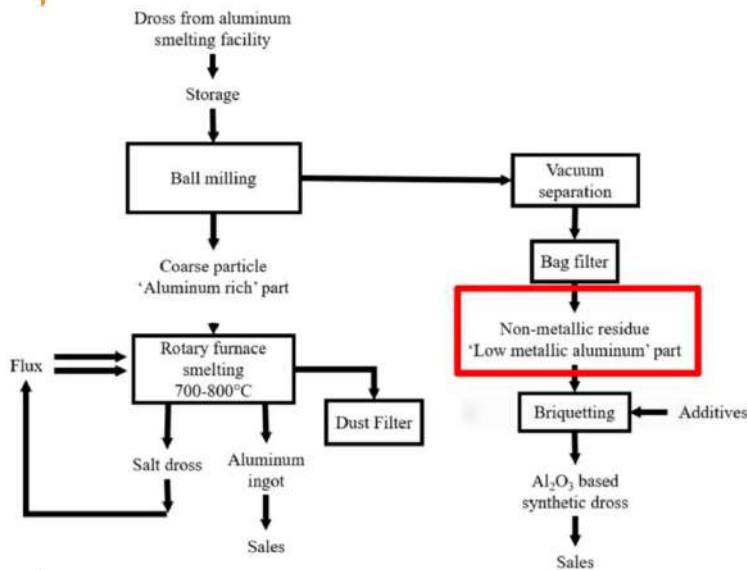 Dross from aluminum
smelting facility
Storage
Ball milling
Vacuum
separation
Coarse particle
‘Aluminum rich’ part
Bag filter
Non-metallic residue
‘Low metallic aluminum’ part
Flux
Rotary furnace
smelting
700-800°C
Dust Filter
Briquetting
Additives
Salt dross
Aluminum
ingot
Al₂O₃ based
synthetic dross
Sales
Sales